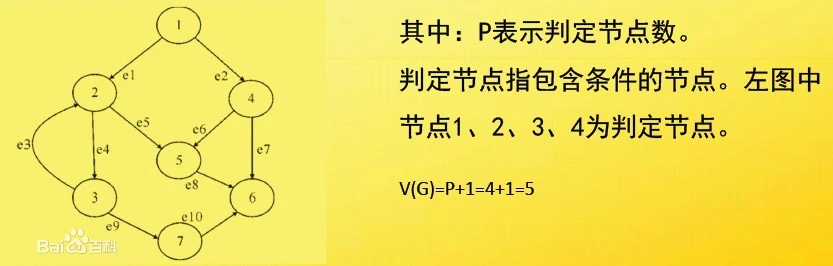 其中：P表示判定节点数。
判定节点指包含条件的节点。左图中
节点1、2、3、4为判定节点。
V(G)=P+1=4+1=5
1
e1
e2
2
4
e5
e6
e3
e4
e7
5
e8
3
6
e9
e10
7
Bai百科